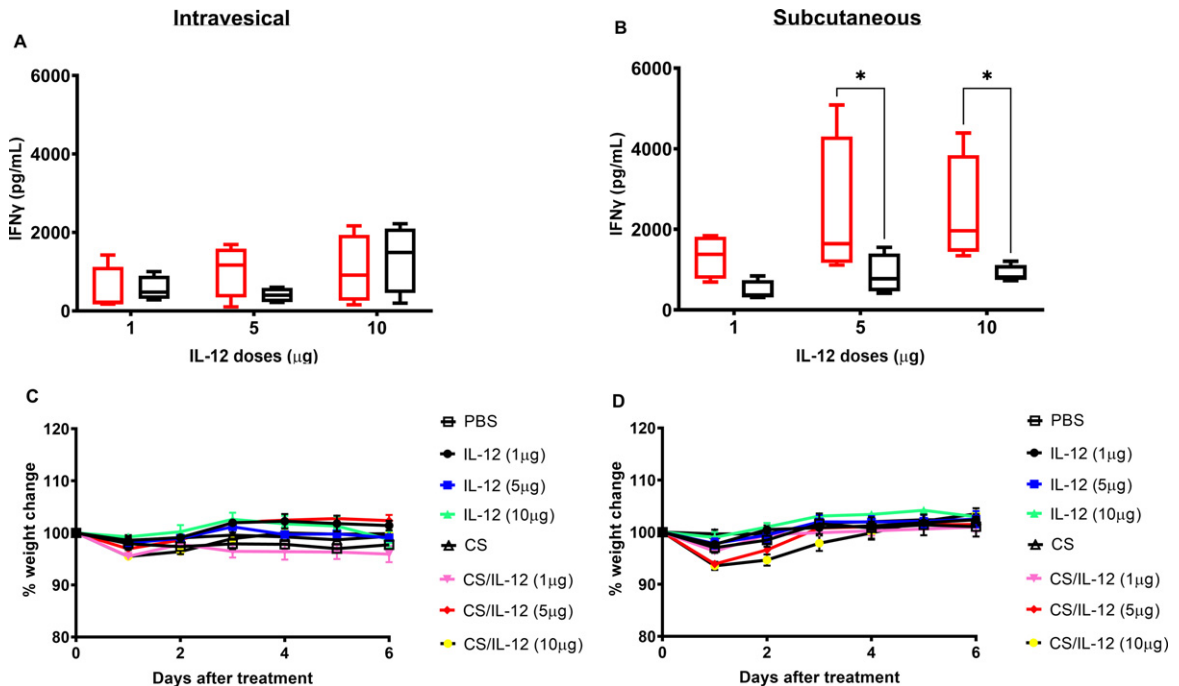 Intravesical
Subcutaneous
A
6000
4000
2000
0
IFNγ (pg/mL)
1
5
10
IL-12 doses (μg)
B
6000
4000
2000
0
IFNγ (pg/mL)
*
*
1
5
10
IL-12 doses (μg)
C
120
110
100
90
80
% weight change
0
2
4
6
Days after treatment
PBS
IL-12 (1μg)
IL-12 (5μg)
IL-12 (10μg)
CS
CS/IL-12 (1μg)
CS/IL-12 (5μg)
CS/IL-12 (10μg)
D
120
110
100
90
80
% weight change
0
2
4
6
Days after treatment
PBS
IL-12 (1μg)
IL-12 (5μg)
IL-12 (10μg)
CS
CS/IL-12 (1μg)
CS/IL-12 (5μg)
CS/IL-12 (10μg)